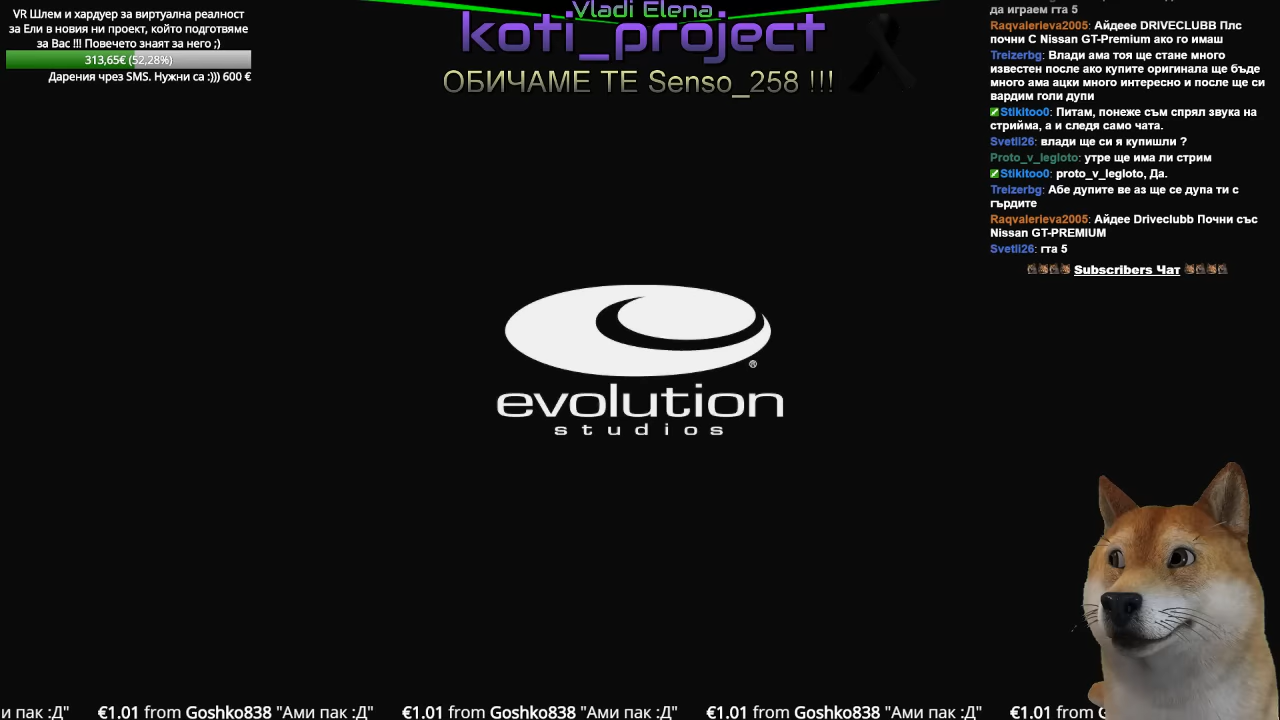 VR Шлем и хардуер за виртуална реалност
за Ели в новия ни проект, който подготвяме
за Вас !!! Повечето знаят за него ;)
313,65€ (52,28%)
Дарения чрез SMS. Нужни са :))) 600 €
Vladi Elena
koti_project
ОБИЧАМЕ ТЕ Senso_258 !!!
да играем гта 5
Raqvalerieva2005: Айдеее DRIVECLUBB Плс
почни С Nissan GT-Premium ако го имаш
Treizerbg: Влади ама тоя ще стане много
известен после ако купите оригинала ще бъде
много ама ацки много интересно и после ще си
вардим голи дупи
Stikitoo0: Питам, понеже съм спрял звука на
стрийма, а и следя само чата.
Svetli26: влади ще си я купишли ?
Proto_v_legloto: утре ще има ли стрим
Stikitoo0: proto_v_legloto, Да.
Treizerbg: Абе дупите ве аз ще се дупа ти с
гърдите
Raqvalerieva2005: Айдее Driveclubb Почни със
Nissan GT-PREMIUM
Svetli26: гта 5
Subscribers Чат
®
evolution
studios
и пак :Д" €1.01 from Goshko838 "Ами пак :Д" €1.01 from Goshko838 "Ами пак :Д" €1.01 from Goshko838 "Ами пак :Д" €1.01 from G